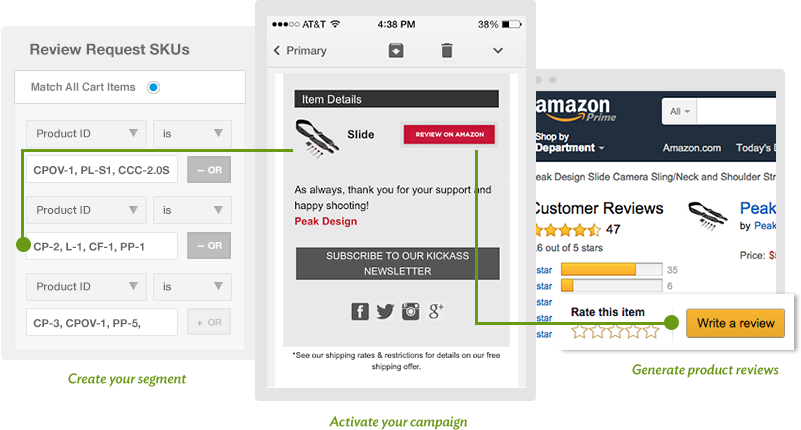 Review Request SKUs
Match All Cart Items
Product ID is
CPOV-1, PL-S1, CCC-2.0S – OR
Product ID is
CP-2, L-1, CF-1, PP-1 – OR
Product ID is
CP-3, CPOV-1, PP-5, + OR
Create your segment
AT&T 4:38 PM 38%
Primary
Item Details
Slide REVIEW ON AMAZON
As always, thank you for your support and
happy shooting!
Peak Design
SUBSCRIBE TO OUR KICKASS
NEWSLETTER
g+
*See our shipping rates & restrictions for details on our free
shipping offer.
Activate your campaign
amazon
Prime
All
Shop by
Department
Amazon.com Today's D
eak Design Slide Camera Sling/Neck and Shoulder Str
Customer Reviews
47
.6 out of 5 stars
star 35
star 6
star
star
star
Peak
by Peak
Price: $
Rate this item
Write a review
Generate product reviews